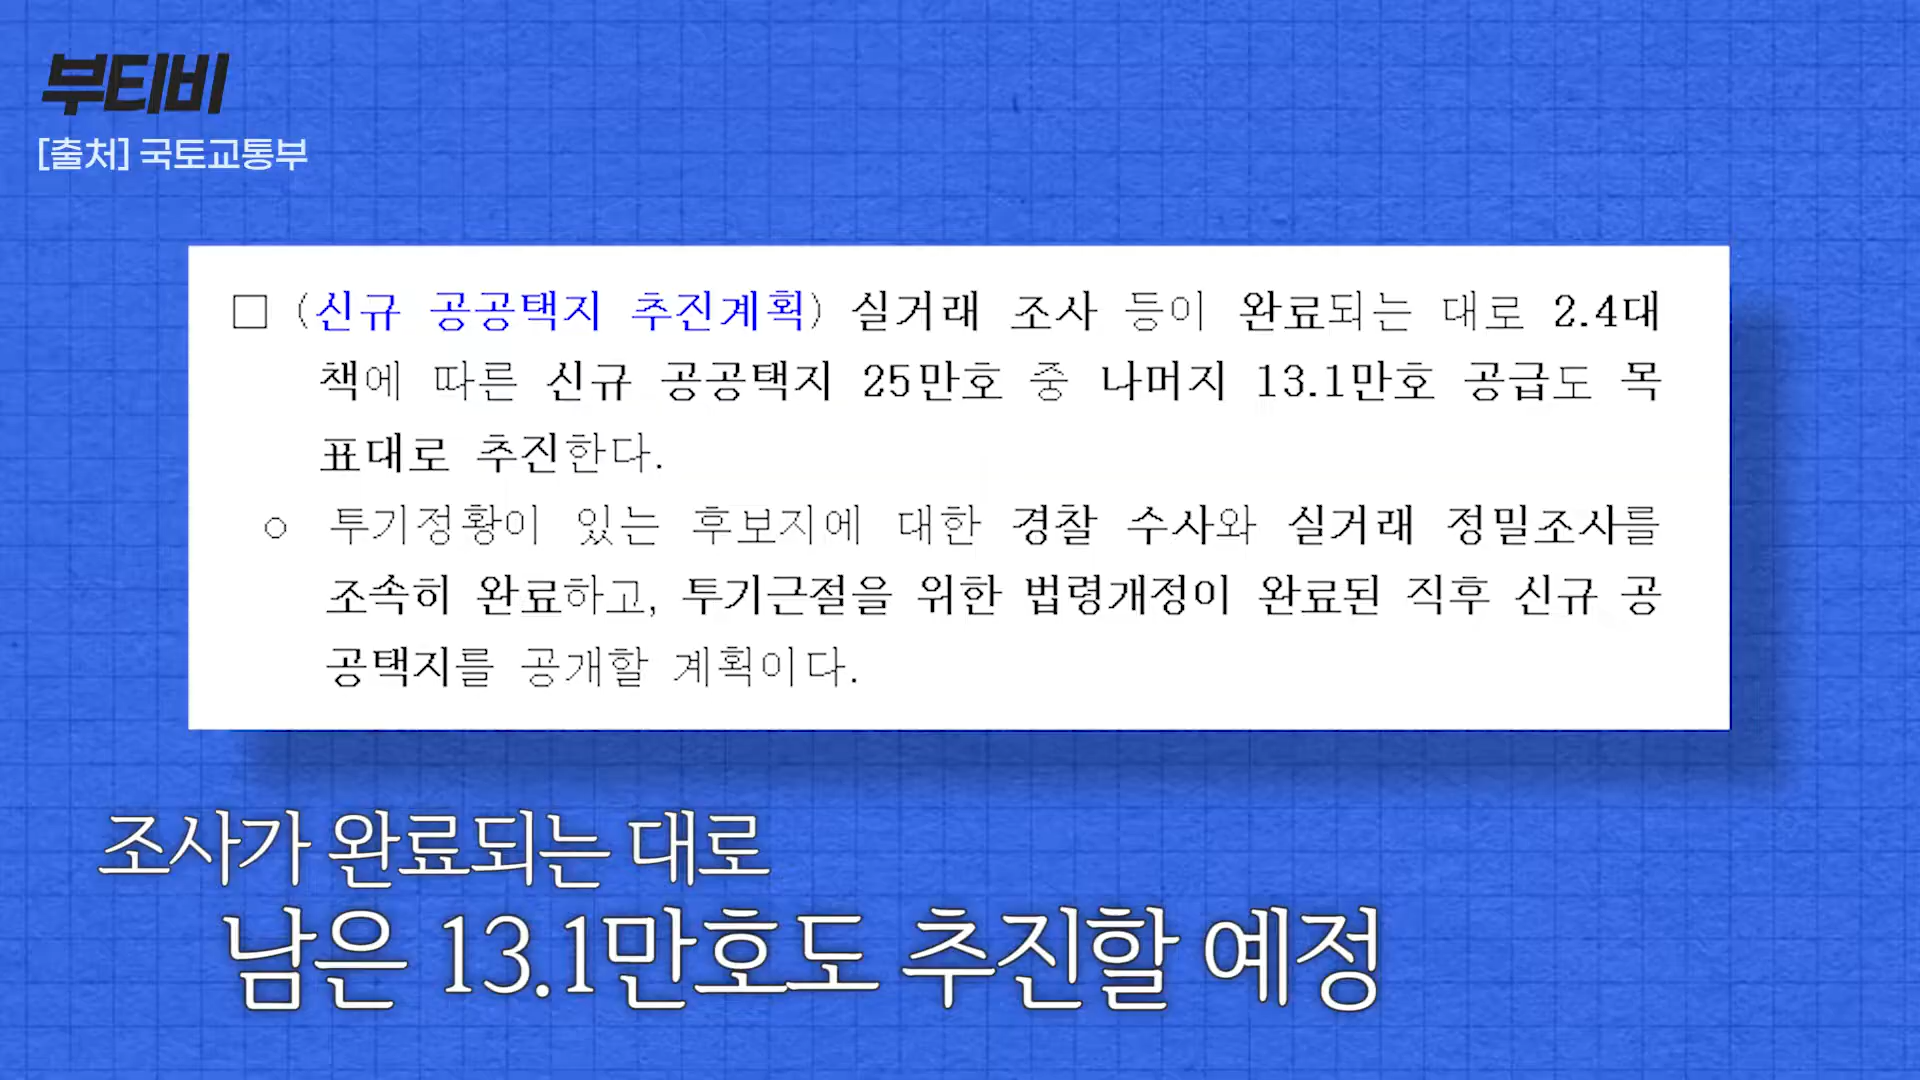 부티비
[출처] 국토교통부
□ (신규 공공택지 추진계획) 실거래 조사 등이 완료되는 대로 2.4대
책에 따른 신규 공공택지 25만호 중 나머지 13.1만호 공급도 목
표대로 추진한다.
○ 투기정황이 있는 후보지에 대한 경찰 수사와 실거래 정밀조사를
조속히 완료하고, 투기근절을 위한 법령개정이 완료된 직후 신규 공
공택지를 공개할 계획이다.
조사가 완료되는 대로
남은 13.1만호도 추진할 예정